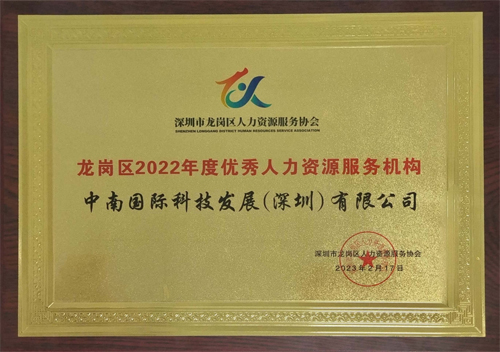 深圳市龙岗区人力资源服务协会
SHENZHEN LONGGANG DISTRICT HUMAN RESOURCES SERVICE ASSOCIATION
龙岗区2022年度优秀人力资源服务机构
中南国际科技发展(深圳)有限公司
深圳市龙岗区人力资源服务协会
2023年2月17日